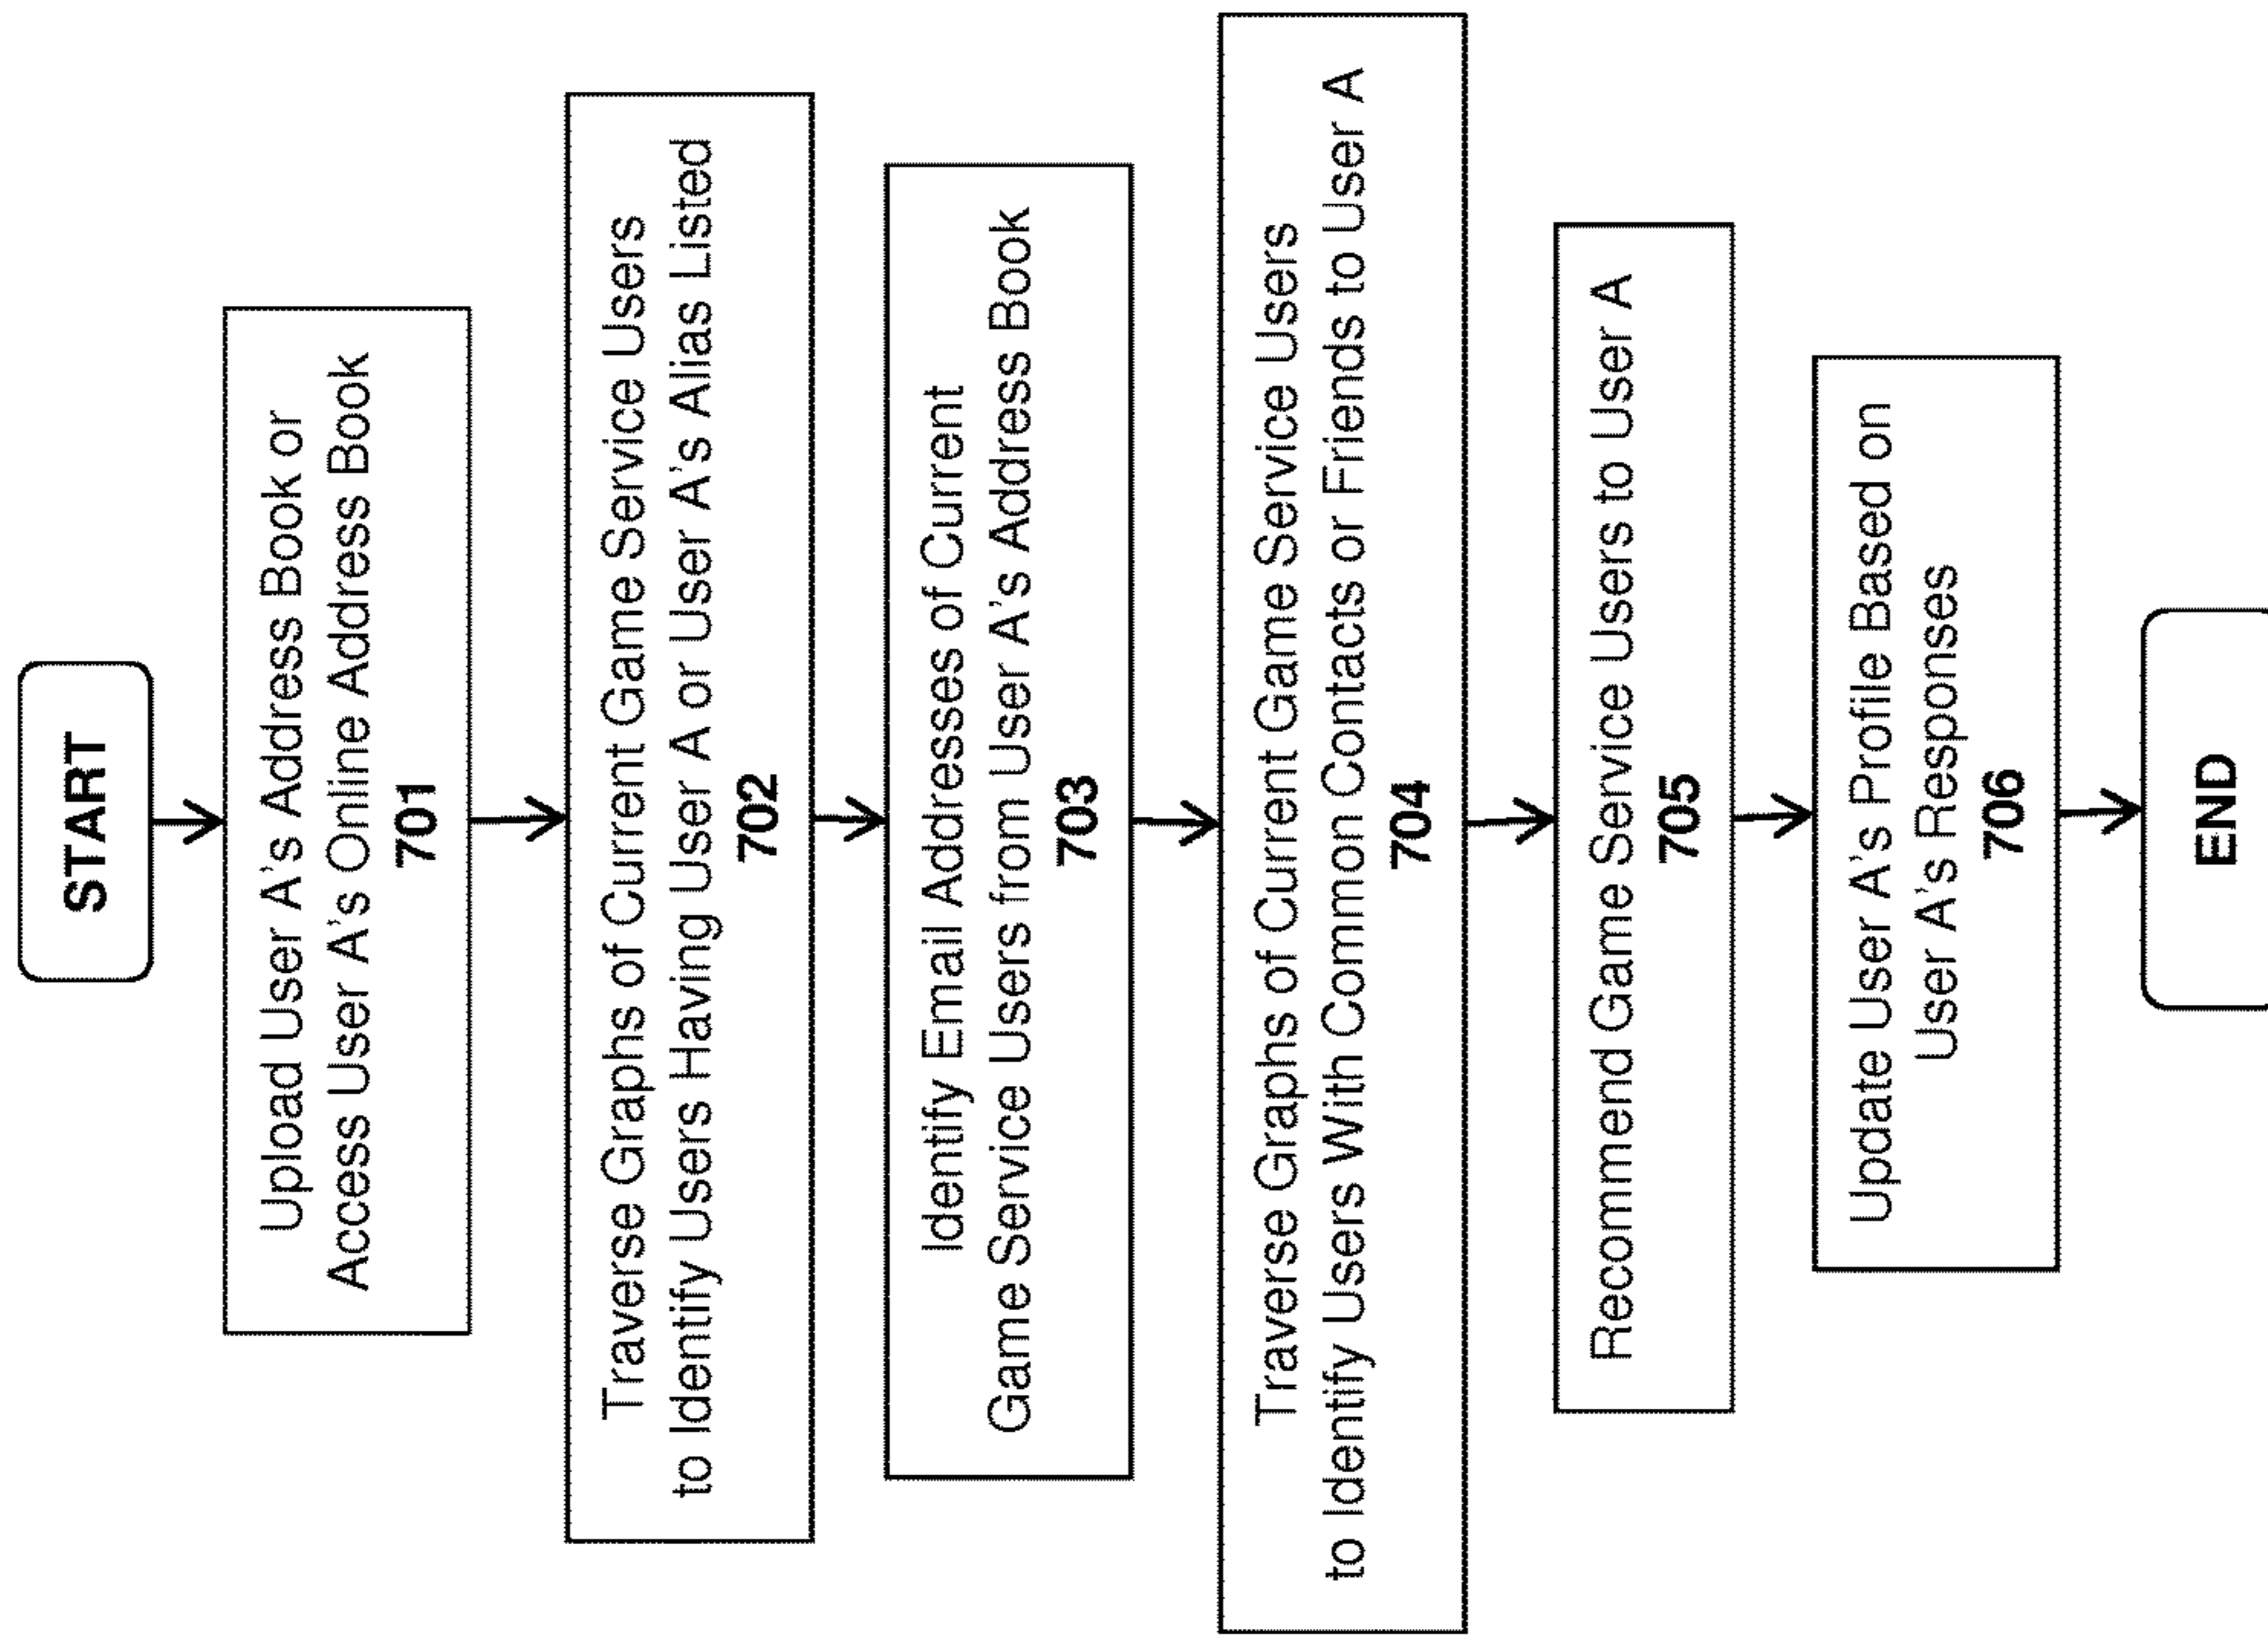 START
Upload User A's Address Book or
Access User A's Online Address Book
701
Traverse Graphs of Current Game Service Users
to Identify Users Having User A or User A's Alias Listed
702
Identify Email Addresses of Current
Game Service Users from User A's Address Book
703
Traverse Graphs of Current Game Service Users
to Identify Users With Common Contacts or Friends to User A
704
Recommend Game Service Users to User A
705
Update User A's Profile Based on
User A's Responses
706
END